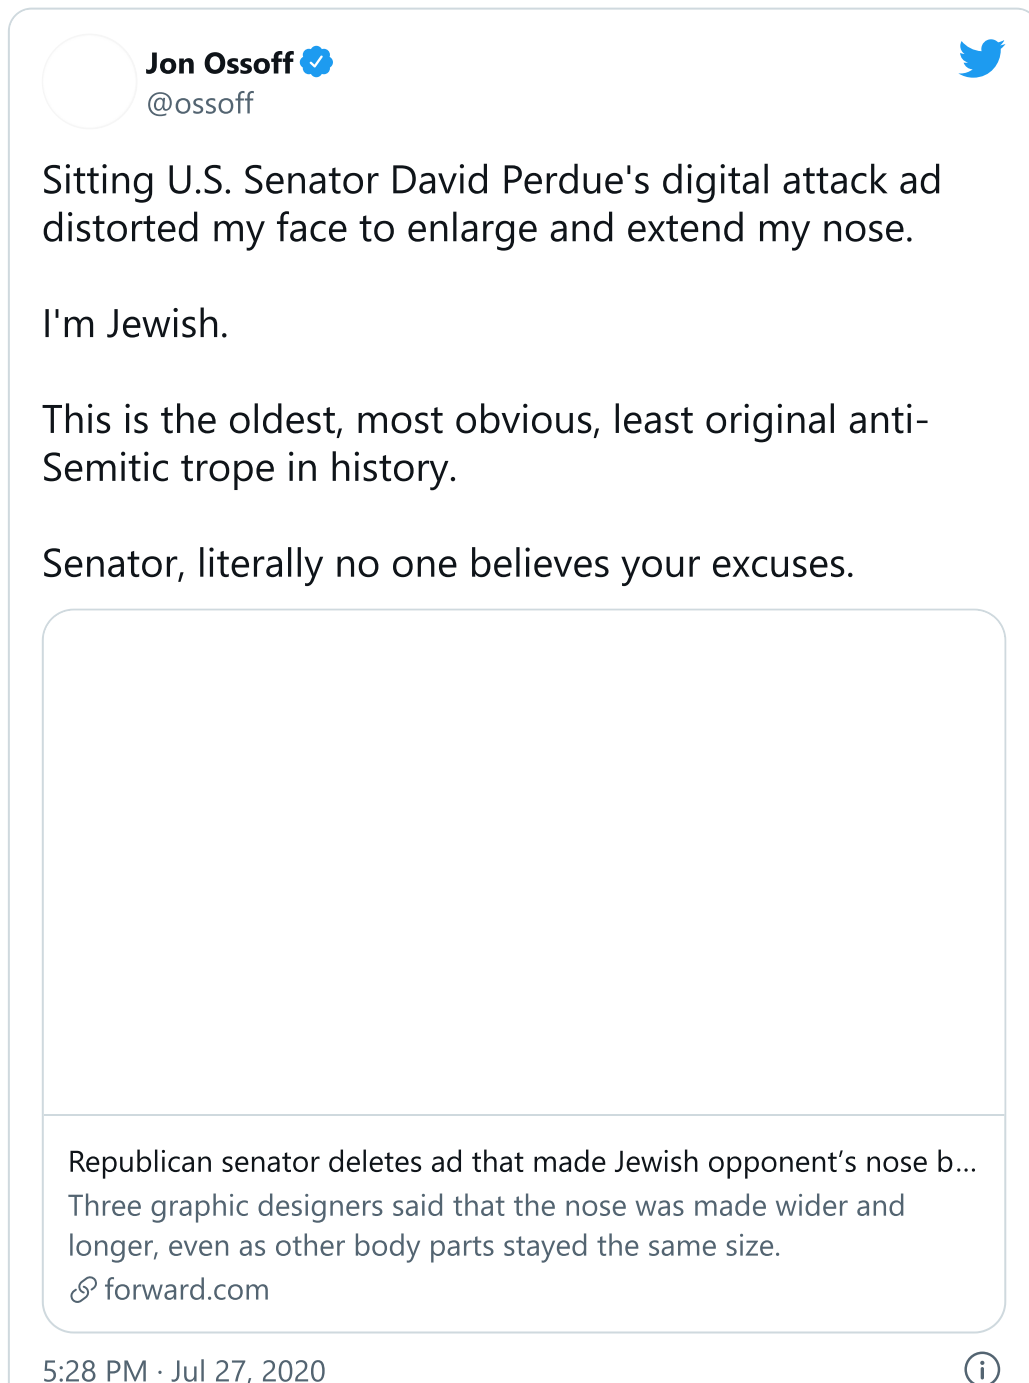 Jon Ossoff
@ossoff
Sitting U.S. Senator David Perdue's digital attack ad
distorted my face to enlarge and extend my nose.
I'm Jewish.
This is the oldest, most obvious, least original anti-
Semitic trope in history.
Senator, literally no one believes your excuses.
Republican senator deletes ad that made Jewish opponent’s nose b...
Three graphic designers said that the nose was made wider and
longer, even as other body parts stayed the same size.
forward.com
5:28 PM · Jul 27, 2020